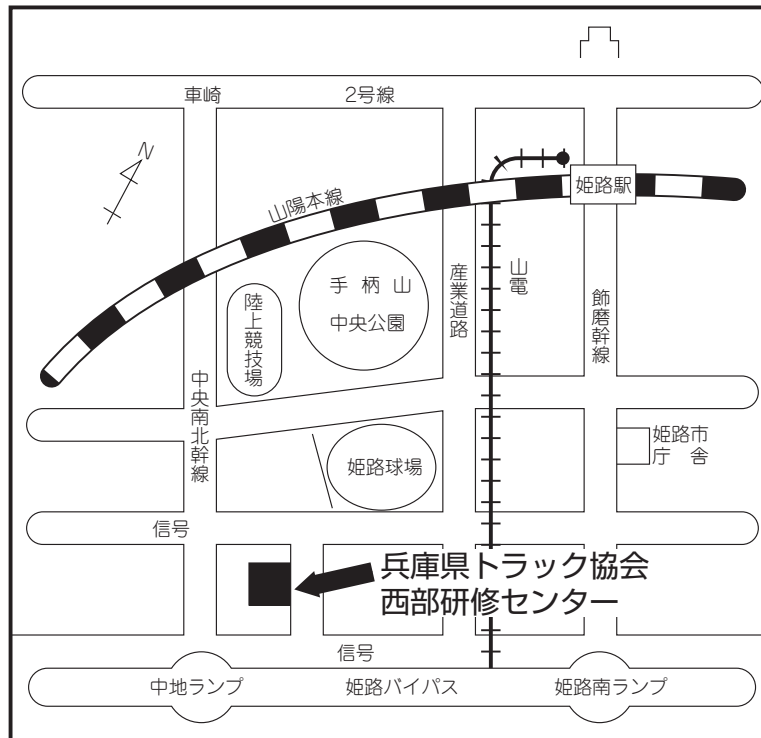 車崎
2号線
N
山陽本線
姫路駅
手柄山
中央公園
陸上競技場
産業道路
山電
飾磨幹線
中央南北幹線
姫路球場
姫路市
庁舎
信号
兵庫県トラック協会
西部研修センター
信号
中地ランプ
姫路バイパス
姫路南ランプ